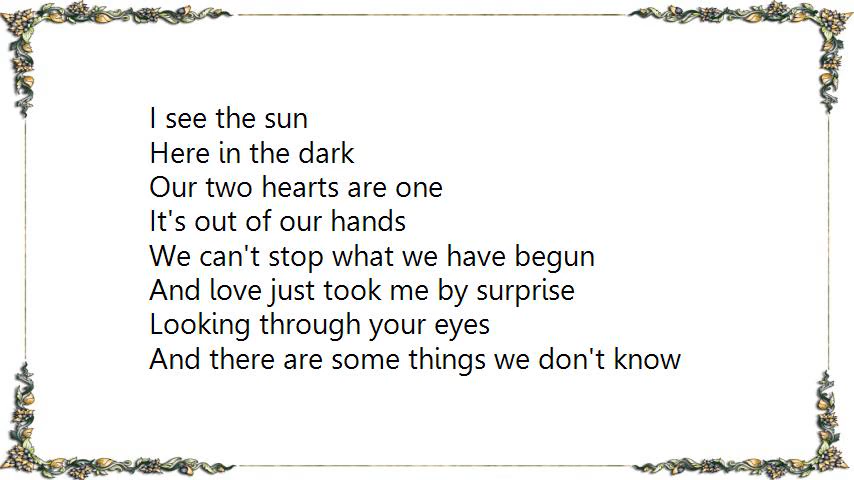 I see the sun
Here in the dark
Our two hearts are one
It's out of our hands
We can't stop what we have begun
And love just took me by surprise
Looking through your eyes
And there are some things we don't know